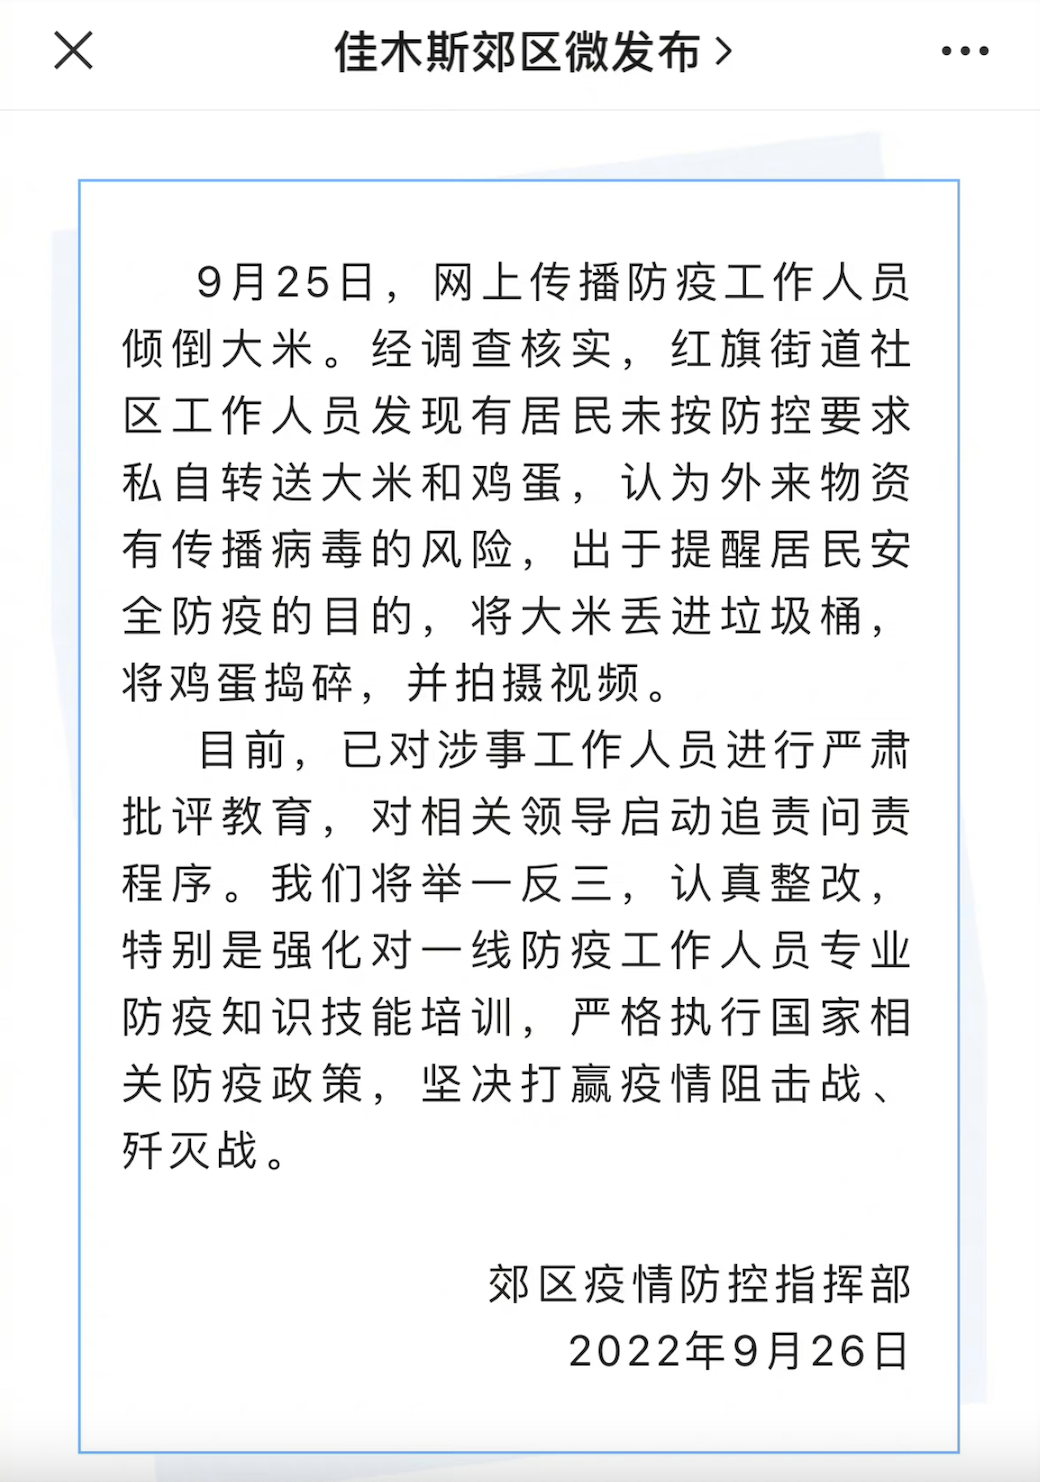 佳木斯郊区微发布
9月25日，网上传播防疫工作人员
倾倒大米。经调查核实，红旗街道社
区工作人员发现有居民未按防控要求
私自转送大米和鸡蛋，认为外来物资
有传播病毒的风险，出于提醒居民安
全防疫的目的，将大米丢进垃圾桶，
将鸡蛋捣碎，并拍摄视频。
目前，已对涉事工作人员进行严肃
批评教育，对相关领导启动追责问责
程序。我们将举一反三，认真整改，
特别是强化对一线防疫工作人员专业
防疫知识技能培训，严格执行国家相
关防疫政策，坚决打赢疫情阻击战、
歼灭战。
郊区疫情防控指挥部
2022年9月26日